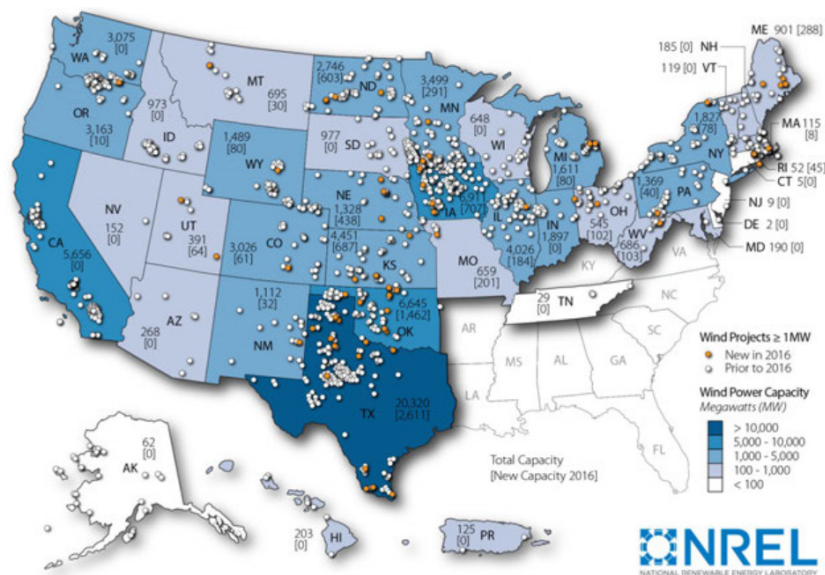 ME 901 [288]
185 [0] NH
119 [0] VT
3,075
[0]
WA
MT
695
[30]
2,746
[603]
ND
3,499
[291]
MN
OR
3,163
[10]
973
[0]
ID
1,489
[80]
WY
977
[0]
SD
648
[0]
WI
1,611
[80]
MI
1,827
[78]
NY
MA 115
[8]
RI 52 [45]
CT 5[0]
NJ 9 [0]
DE 2 [0]
MD 190 [0]
1,369
[40]
PA
NE
1,328
[438]
6,911
[707]
IA
IL
4,026
[184]
IN
1,897
[0]
OH
545
[102]
WV
686
[103]
VA
KY
NV
152
[0]
UT
391
[64]
3,026
[61]
CO
4,451
[687]
KS
MO
659
[201]
CA
5,656
[0]
AZ
268
[0]
1,112
[32]
NM
6,645
[1,462]
OK
AR
29
[0]
TN
NC
SC
MS
AL
GA
LA
FL
TX
20,320
[2,611]
62
[0]
AK
203
[0]
HI
125
[0]
PR
Total Capacity
[New Capacity 2016]
Wind Projects ≥ 1MW
New in 2016
Prior to 2016
Wind Power Capacity
Megawatts (MW)
> 10,000
5,000 - 10,000
1,000 - 5,000
100 - 1,000
< 100
NREL
NATIONAL RENEWABLE ENERGY LABORATORY